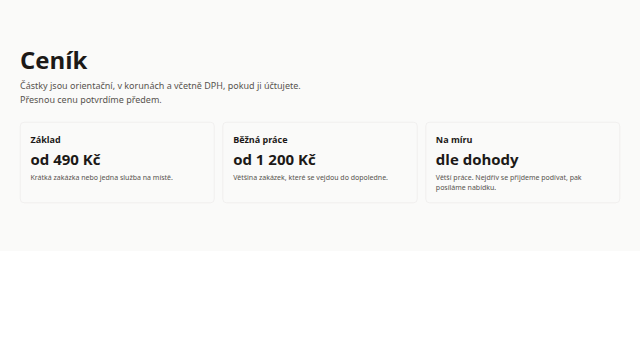 Ceník
Částky jsou orientační, v korunách a včetně DPH, pokud ji účtujete.
Přesnou cenu potvrdíme předem.
Základ
od 490 Kč
Krátká zakázka nebo jedna služba na místě.
Běžná práce
od 1 200 Kč
Většina zakázek, které se vejdou do dopoledne.
Na míru
dle dohody
Větší práce. Nejdřív se přijdeme podívat, pak
posíláme nabídku.